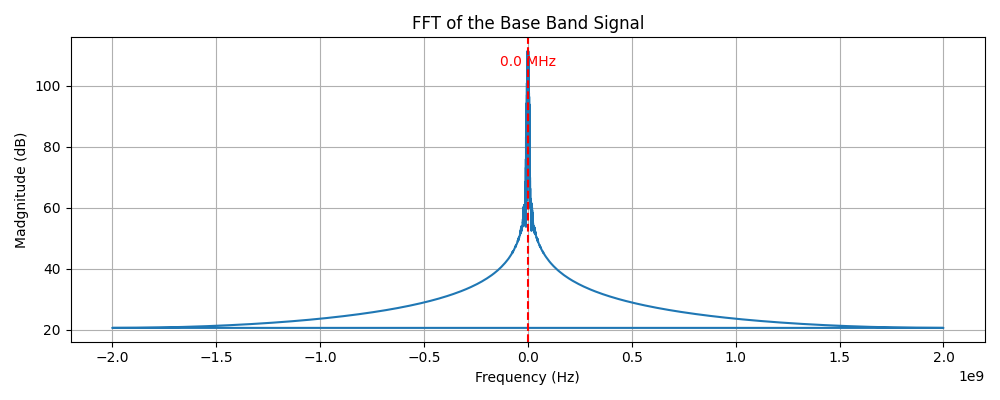 FFT of the Base Band Signal
0.0 MHz
Madgnitude (dB)
100
80
60
40
20
−2.0 −1.5 −1.0 −0.5 0.0 0.5 1.0 1.5 2.0
1e9
Frequency (Hz)